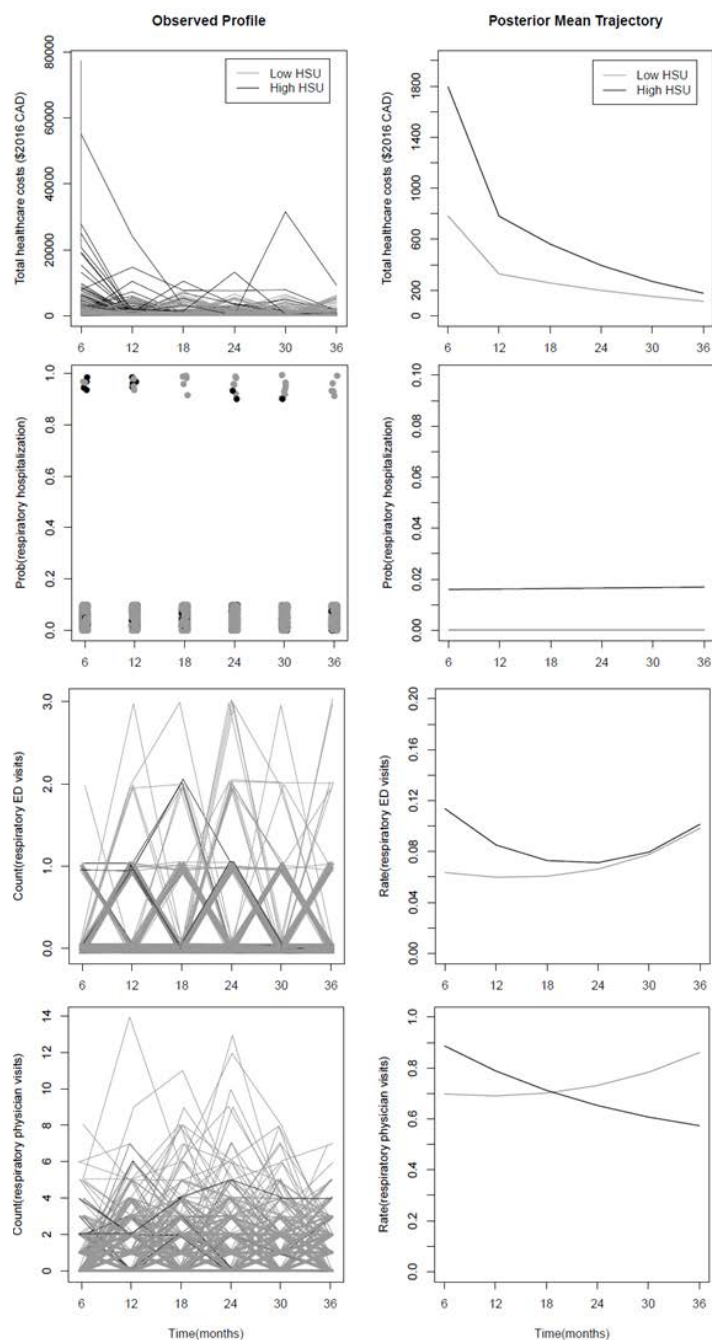 Observed Profile
Posterior Mean Trajectory
Total healthcare costs ($2016 CAD)
80000
60000
40000
20000
0
Low HSU
High HSU
6 12 18 24 30 36
Total healthcare costs ($2016 CAD)
1800
1400
1000
600
200
0
Low HSU
High HSU
6 12 18 24 30 36
Prob(respiratory hospitalization)
1.0
0.8
0.6
0.4
0.2
0.0
6 12 18 24 30 36
Prob(respiratory hospitalization)
0.10
0.08
0.06
0.04
0.02
0.00
6 12 18 24 30 36
Count(respiratory ED visits)
3.0
2.0
1.0
0.0
6 12 18 24 30 36
Rate(respiratory ED visits)
0.20
0.16
0.12
0.08
0.04
0.00
6 12 18 24 30 36
Count(respiratory physician visits)
14
12
10
8
6
4
2
0
6 12 18 24 30 36
Time(months)
Rate(respiratory physician visits)
1.0
0.8
0.6
0.4
0.2
0.0
6 12 18 24 30 36
Time(months)